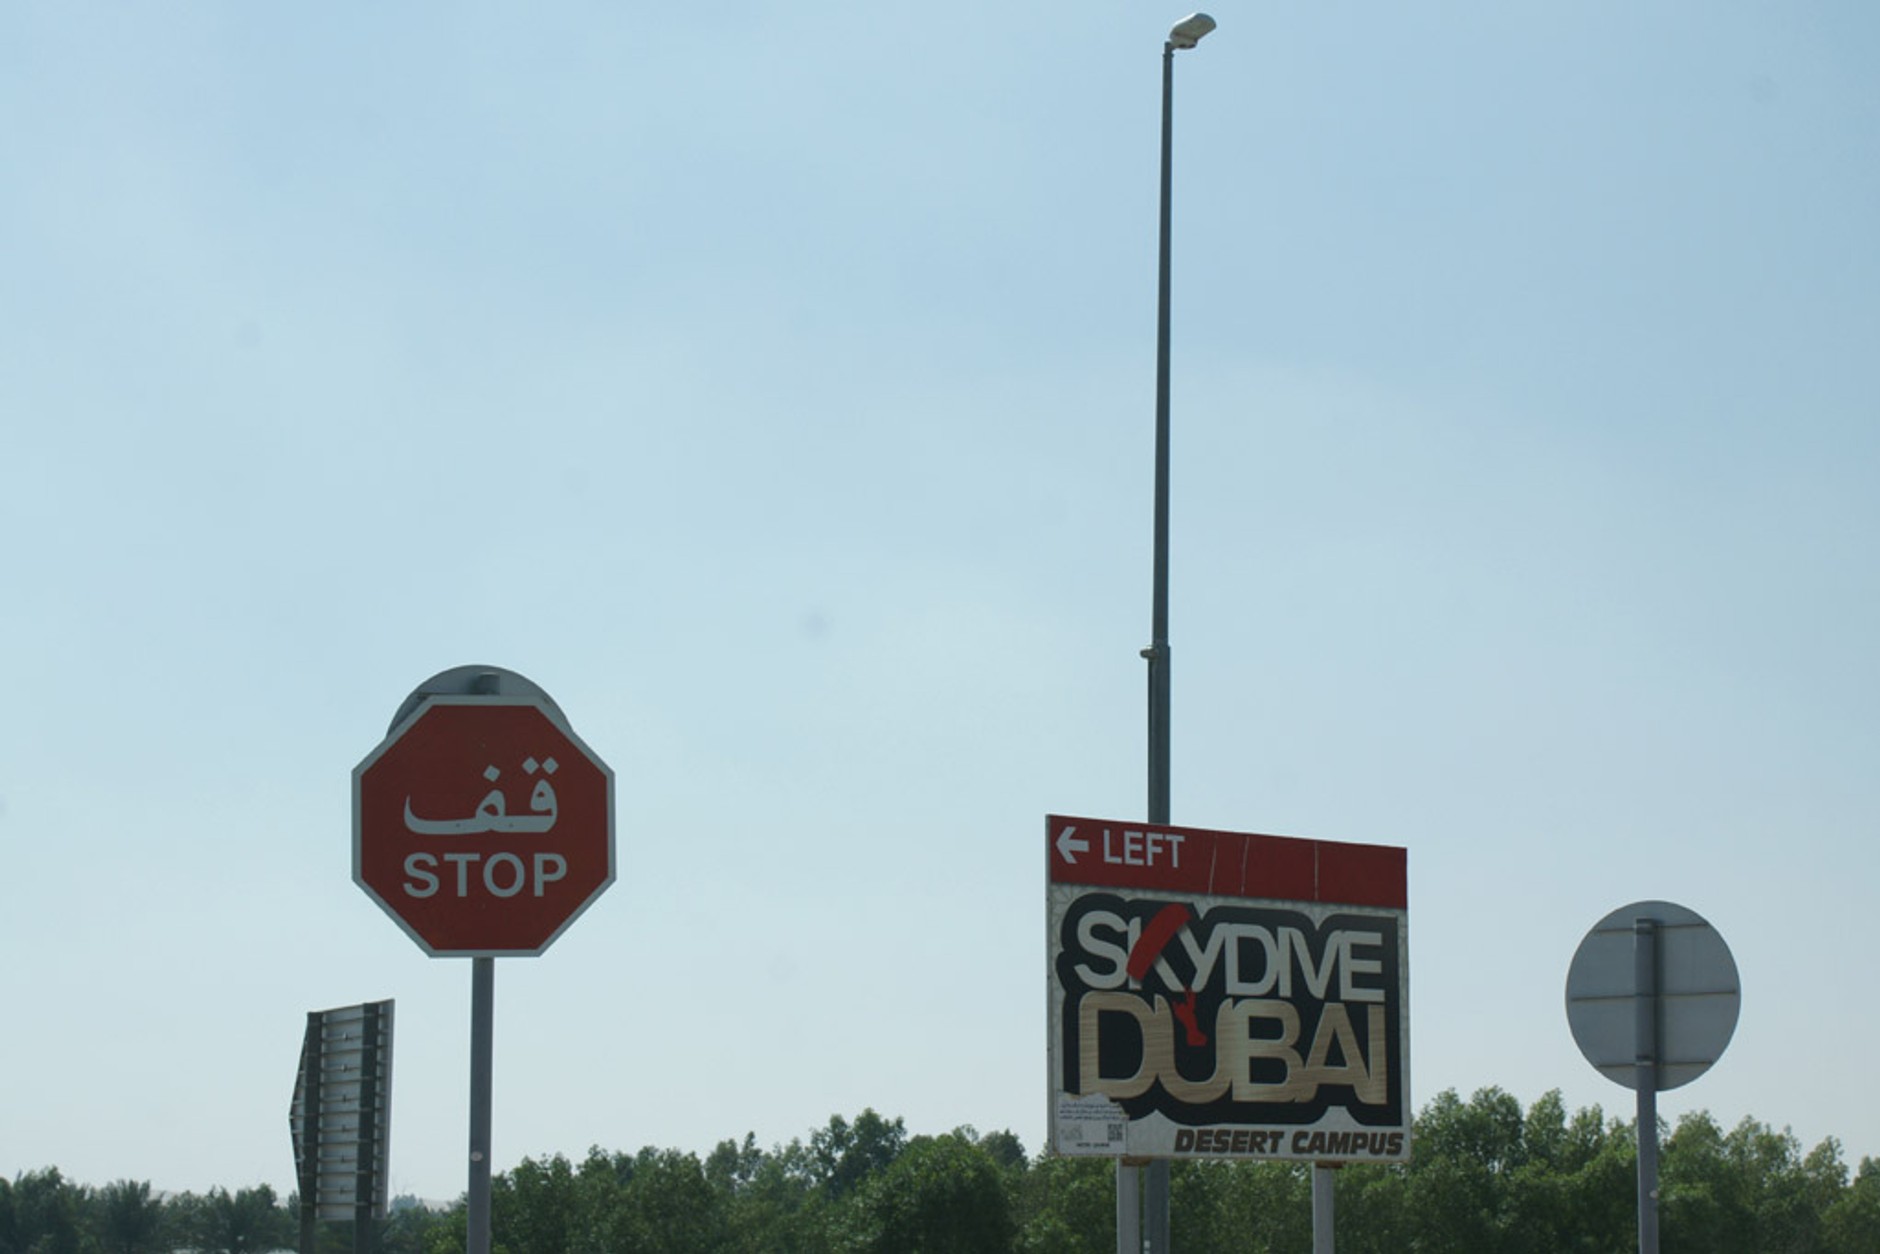 قف
STOP
← LEFT
SKYDIVE
DUBAI
DESERT CAMPUS